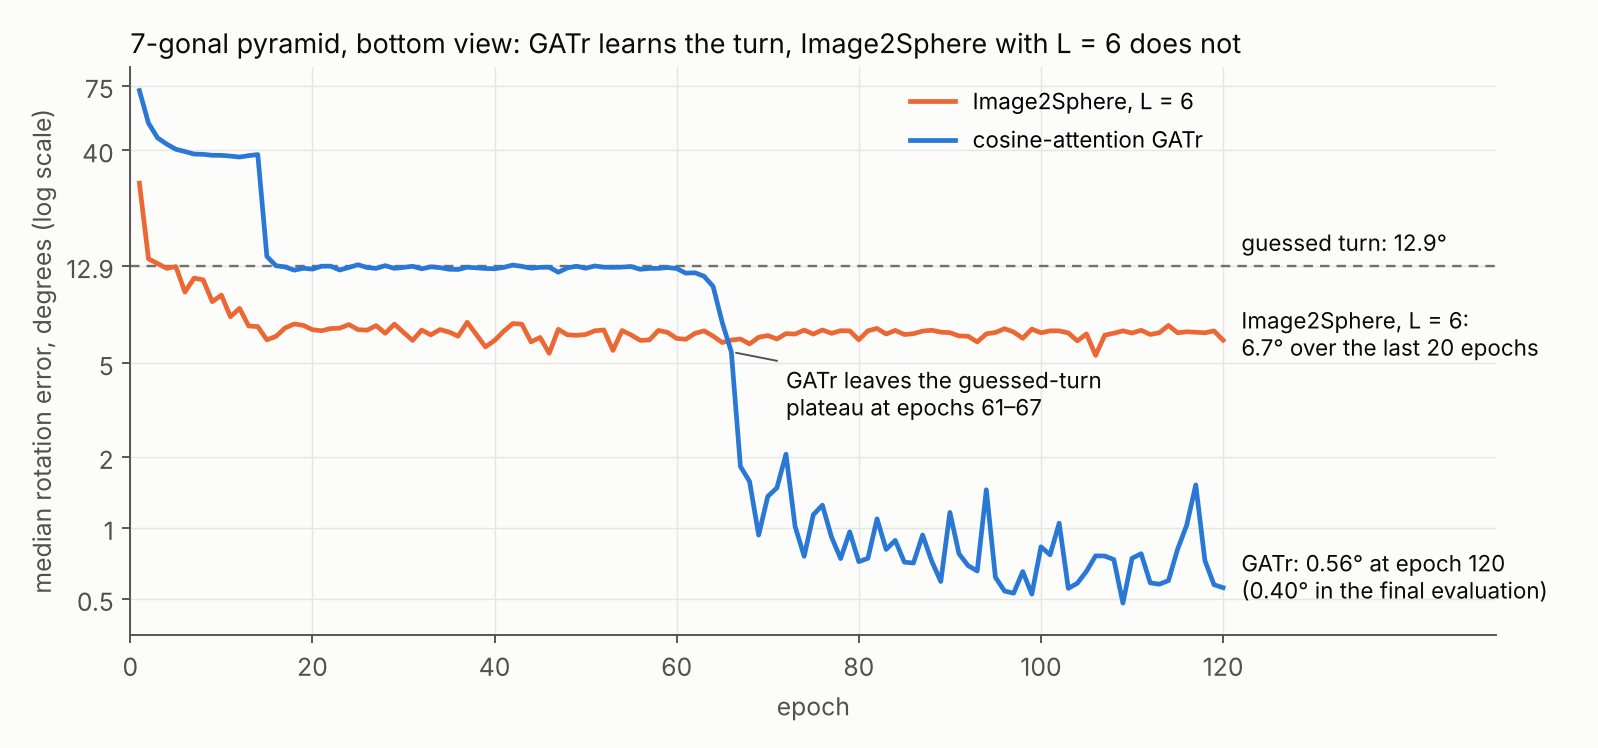 7-gonal pyramid, bottom view: GATr learns the turn, Image2Sphere with L = 6 does not
median rotation error, degrees (log scale)
75
40
12.9
5
2
1
0.5
Image2Sphere, L = 6
cosine-attention GATr
guessed turn: 12.9°
Image2Sphere, L = 6:
6.7° over the last 20 epochs
GATr leaves the guessed-turn
plateau at epochs 61–67
GATr: 0.56° at epoch 120
(0.40° in the final evaluation)
0 20 40 60 80 100 120
epoch